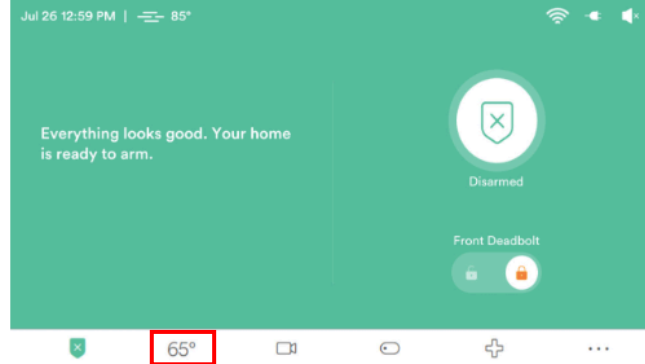 Jul 26 12:59 PM | 85°
Everything looks good. Your home
is ready to arm.
Disarmed
Front Deadbolt
65°